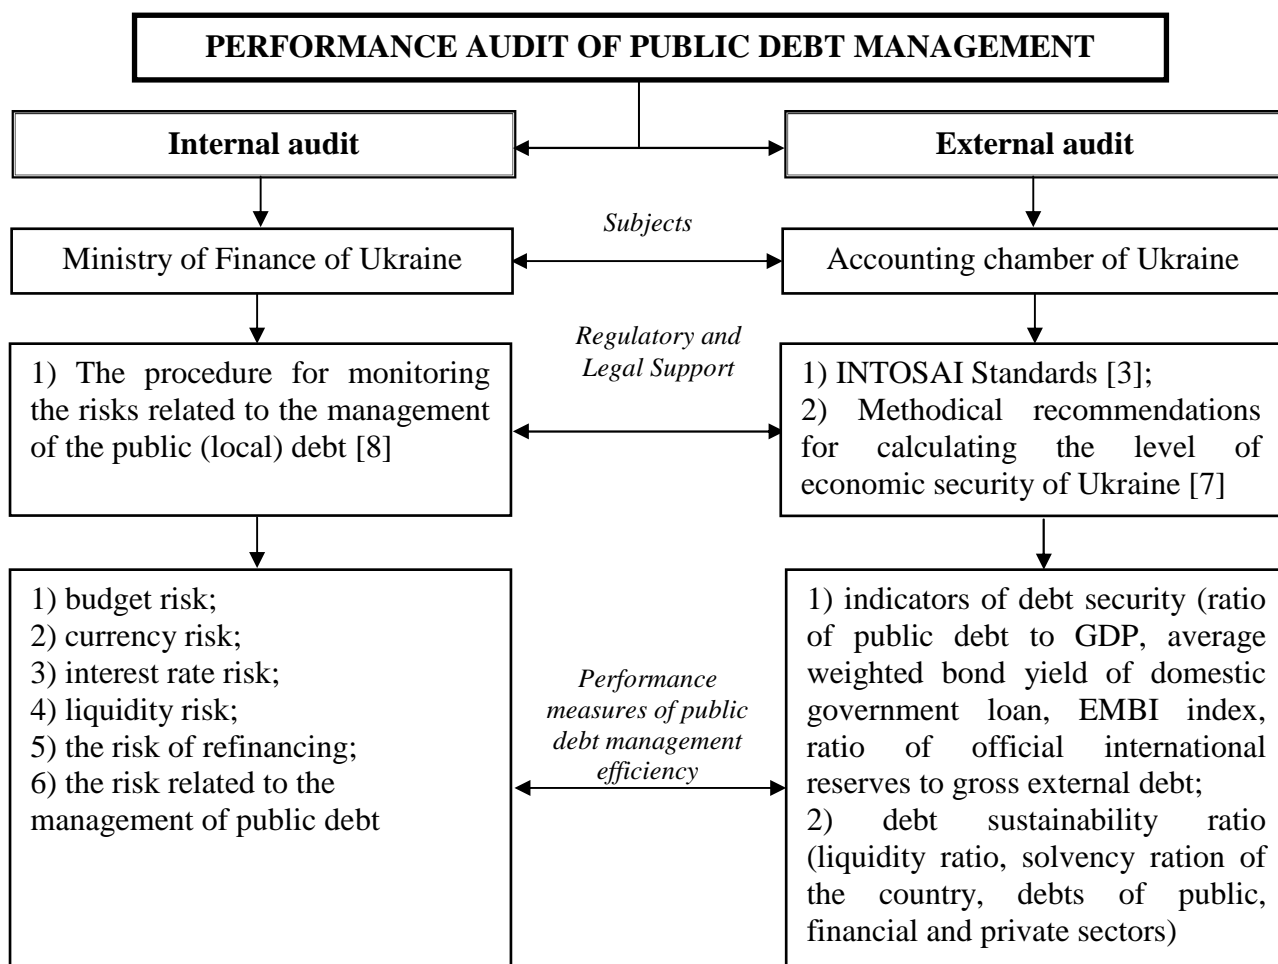 PERFORMANCE AUDIT OF PUBLIC DEBT MANAGEMENT
Internal audit
External audit
Subjects
Ministry of Finance of Ukraine
Accounting chamber of Ukraine
Regulatory and
Legal Support
1) The procedure for monitoring
the risks related to the management
of the public (local) debt [8]
1) INTOSAI Standards [3];
2) Methodical recommendations
for calculating the level of
economic security of Ukraine [7]
1) budget risk;
2) currency risk;
3) interest rate risk;
4) liquidity risk;
5) the risk of refinancing;
6) the risk related to the
management of public debt
Performance
measures of public
debt management
efficiency
1) indicators of debt security (ratio
of public debt to GDP, average
weighted bond yield of domestic
government loan, EMBI index,
ratio of official international
reserves to gross external debt;
2) debt sustainability ratio
(liquidity ratio, solvency ration of
the country, debts of public,
financial and private sectors)